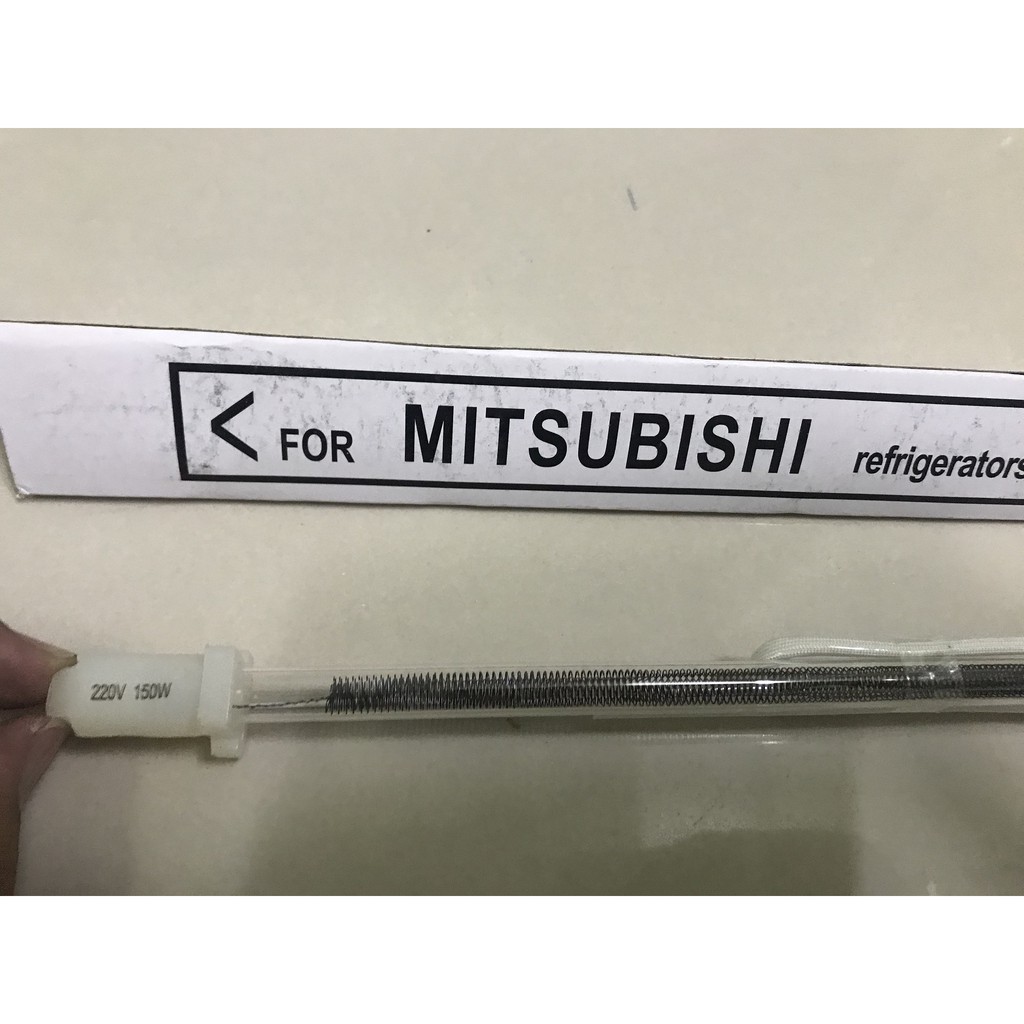 < FOR MITSUBISHI refrigerators
220V 150W